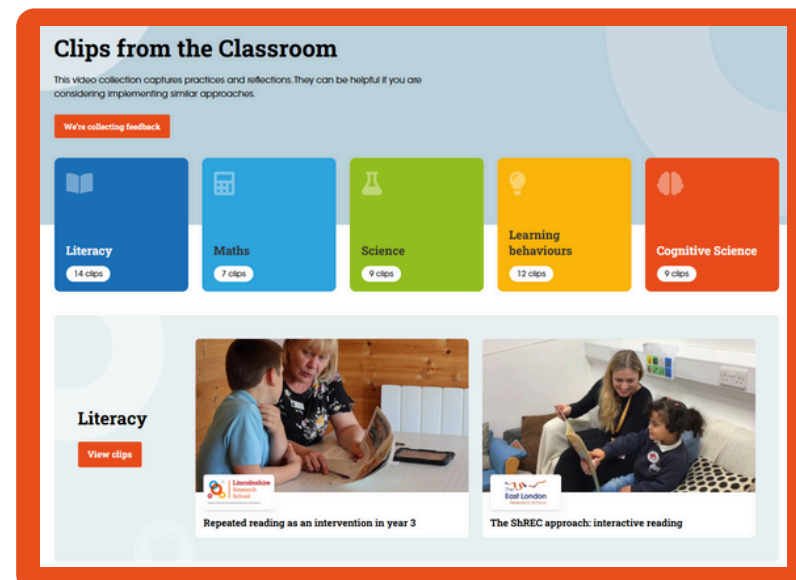 Clips from the Classroom
This video collection captures practices and reflections. They can be helpful if you are
considering implementing similar approaches.
We're collecting feedback
Literacy
14 clips
Maths
7 clips
Science
9 clips
Learning
behaviours
12 clips
Cognitive Science
9 clips
Literacy
View clips
Lincolnshire
Research
School
Repeated reading as an intervention in year 3
The
East London
Research School
The ShREC approach: interactive reading